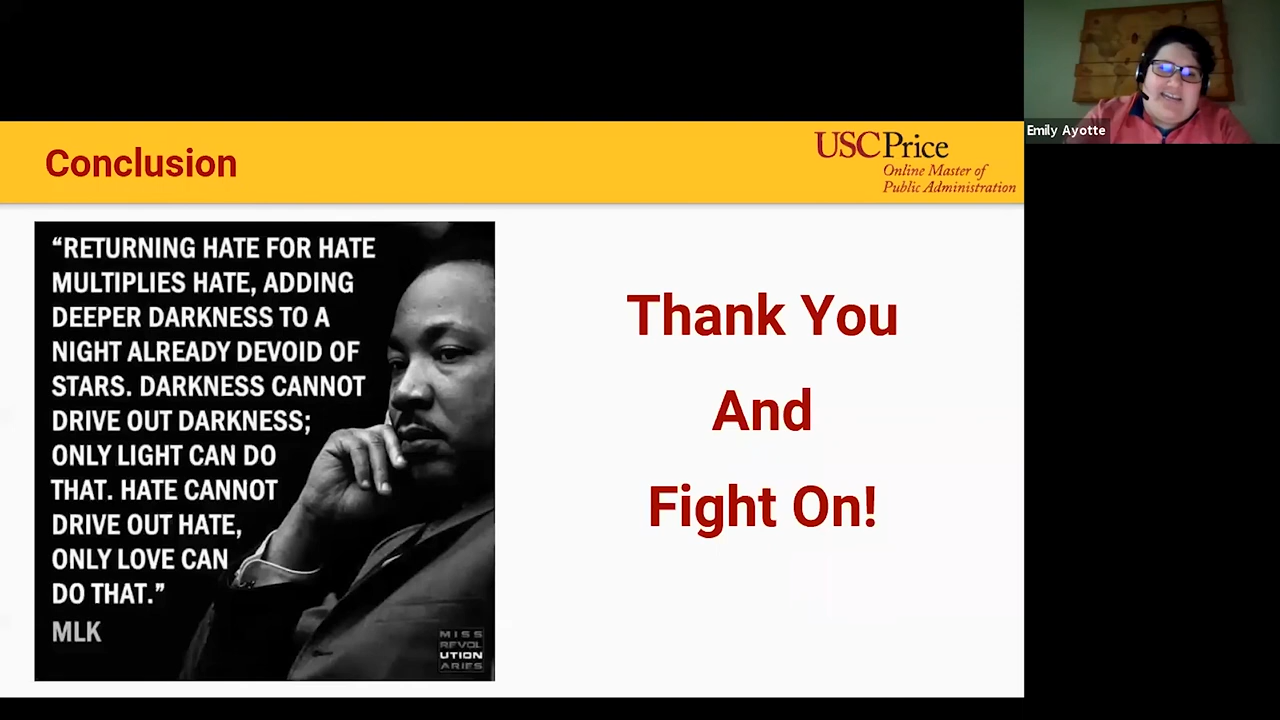 Emily Ayotte
Conclusion
USC Price
Online Master of
Public Administration
“RETURNING HATE FOR HATE
MULTIPLIES HATE, ADDING
DEEPER DARKNESS TO A
NIGHT ALREADY DEVOID OF
STARS. DARKNESS CANNOT
DRIVE OUT DARKNESS;
ONLY LIGHT CAN DO
THAT. HATE CANNOT
DRIVE OUT HATE,
ONLY LOVE CAN
DO THAT.”
MLK
MISS
REVOL
UTION
ARIES
Thank You
And
Fight On!